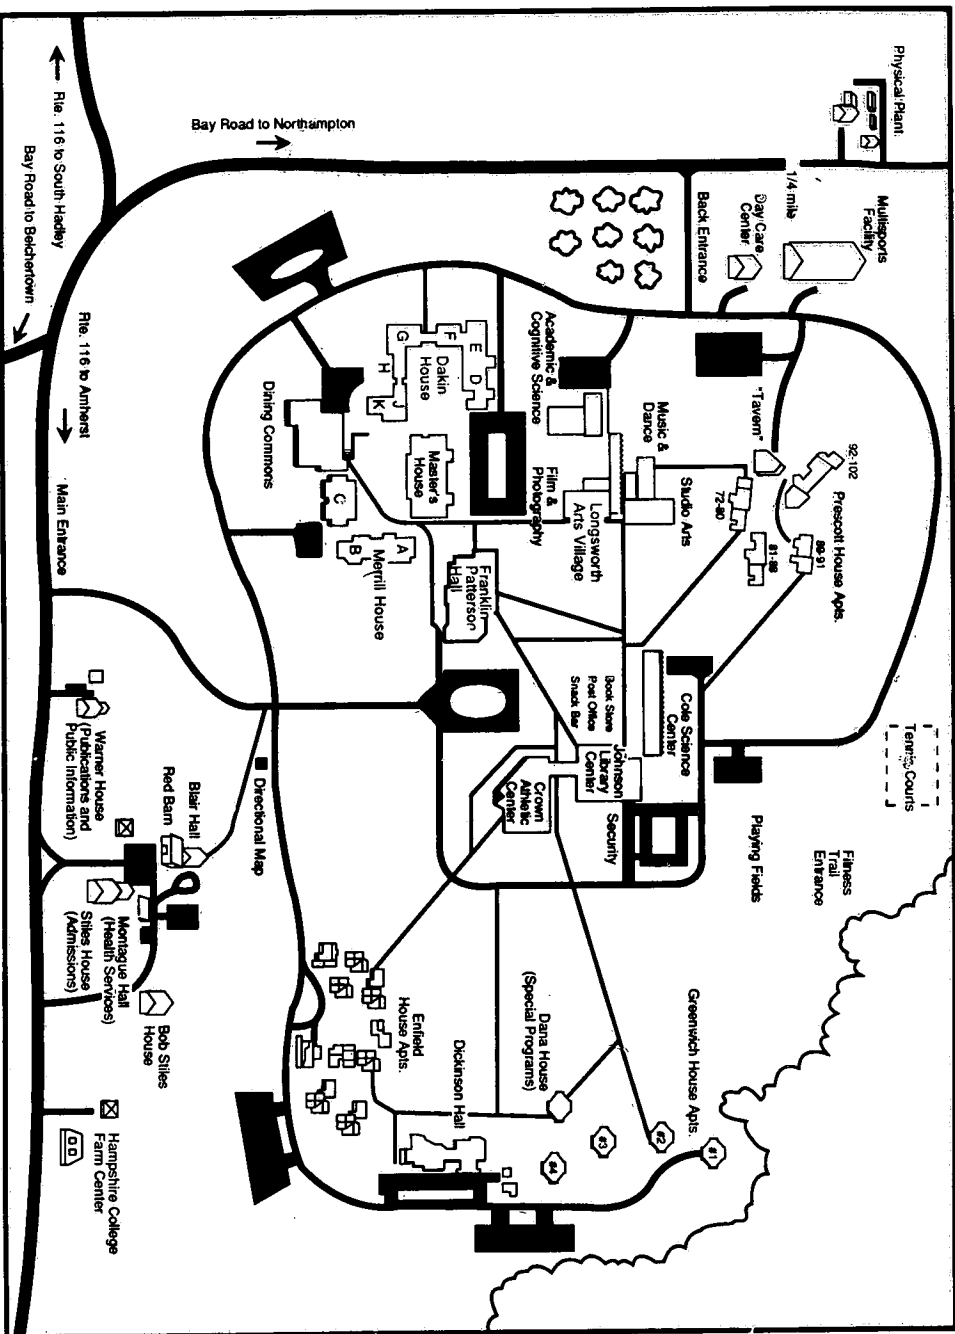 Physical Plant
Multisports
Facility
1/4 mile
Day Care
Center
Back Entrance
Bay Road to Northampton
Rte. 116 to South Hadley
Bay Road to Belchertown
Rte. 116 to Amherst
Main Entrance
"Tavern"
92-102
Prescott House Apts.
72-80
81-88
89-91
Academic &
Cognitive Science
Music &
Dance
Studio Arts
Film &
Photography
Longsworth
Arts Village
E
F
G
D
Dakin
House
H
J
K
Master's
House
Dining Commons
C
A
B
Merrill House
Franklin
Patterson
Hall
Tennis Courts
Fitness
Trail
Entrance
Playing Fields
Cole Science
Center
Book Store
Post Office
Snack Bar
Johnson
Library
Center
Crown
Athletic
Center
Security
Directional Map
Blair Hall
Red Barn
Warner House
(Publications and
Public Information)
Montague Hall
(Health Services)
Stiles House
(Admissions)
Bob Stiles
House
Enfield
House Apts.
Dickinson Hall
Dana House
(Special Programs)
Greenwich House Apts.
#1
#2
#3
#4
Hampshire College
Farm Center